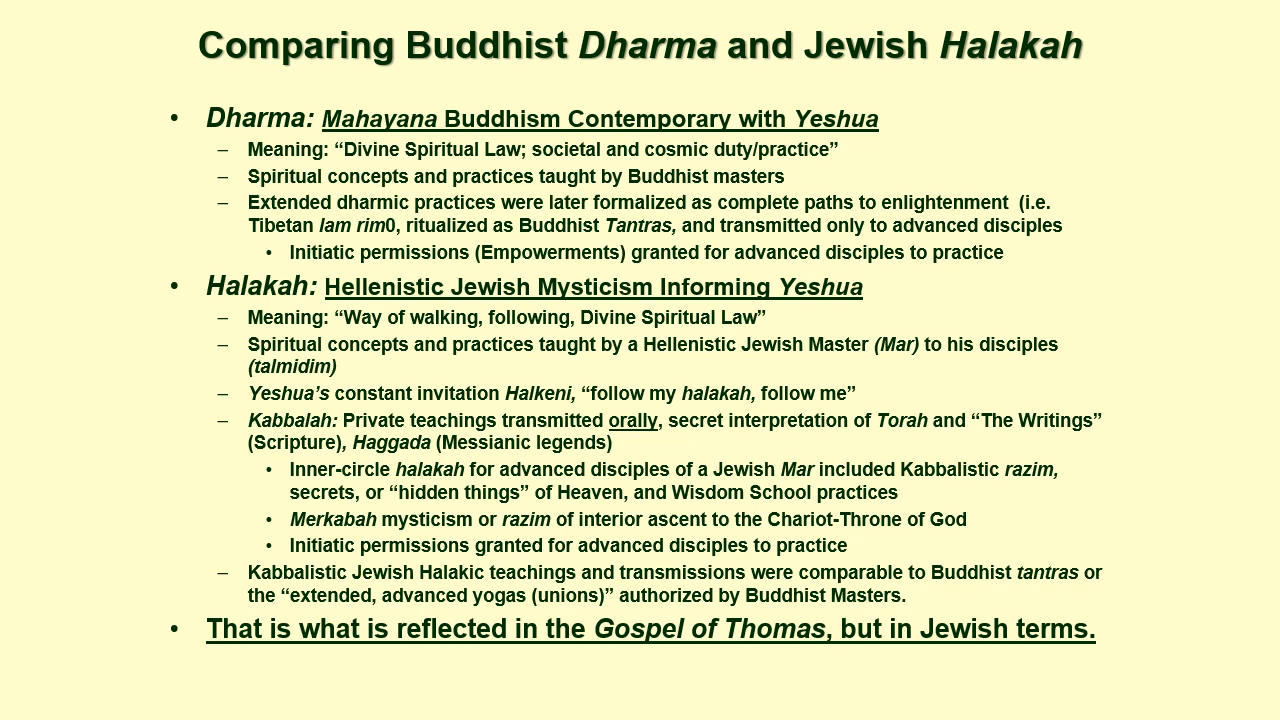 Comparing Buddhist Dharma and Jewish Halakah
• Dharma: Mahayana Buddhism Contemporary with Yeshua
– Meaning: “Divine Spiritual Law; societal and cosmic duty/practice”
– Spiritual concepts and practices taught by Buddhist masters
– Extended dharmic practices were later formalized as complete paths to enlightenment (i.e.
Tibetan lam rim0, ritualized as Buddhist Tantras, and transmitted only to advanced disciples
• Initiatic permissions (Empowerments) granted for advanced disciples to practice
• Halakah: Hellenistic Jewish Mysticism Informing Yeshua
– Meaning: “Way of walking, following, Divine Spiritual Law”
– Spiritual concepts and practices taught by a Hellenistic Jewish Master (Mar) to his disciples
(talmidim)
– Yeshua’s constant invitation Halkeni, “follow my halakah, follow me”
– Kabbalah: Private teachings transmitted orally, secret interpretation of Torah and “The Writings”
(Scripture), Haggada (Messianic legends)
• Inner-circle halakah for advanced disciples of a Jewish Mar included Kabbalistic razim,
secrets, or “hidden things” of Heaven, and Wisdom School practices
• Merkabah mysticism or razim of interior ascent to the Chariot-Throne of God
• Initiatic permissions granted for advanced disciples to practice
– Kabbalistic Jewish Halakic teachings and transmissions were comparable to Buddhist tantras or
the “extended, advanced yogas (unions)” authorized by Buddhist Masters.
• That is what is reflected in the Gospel of Thomas, but in Jewish terms.